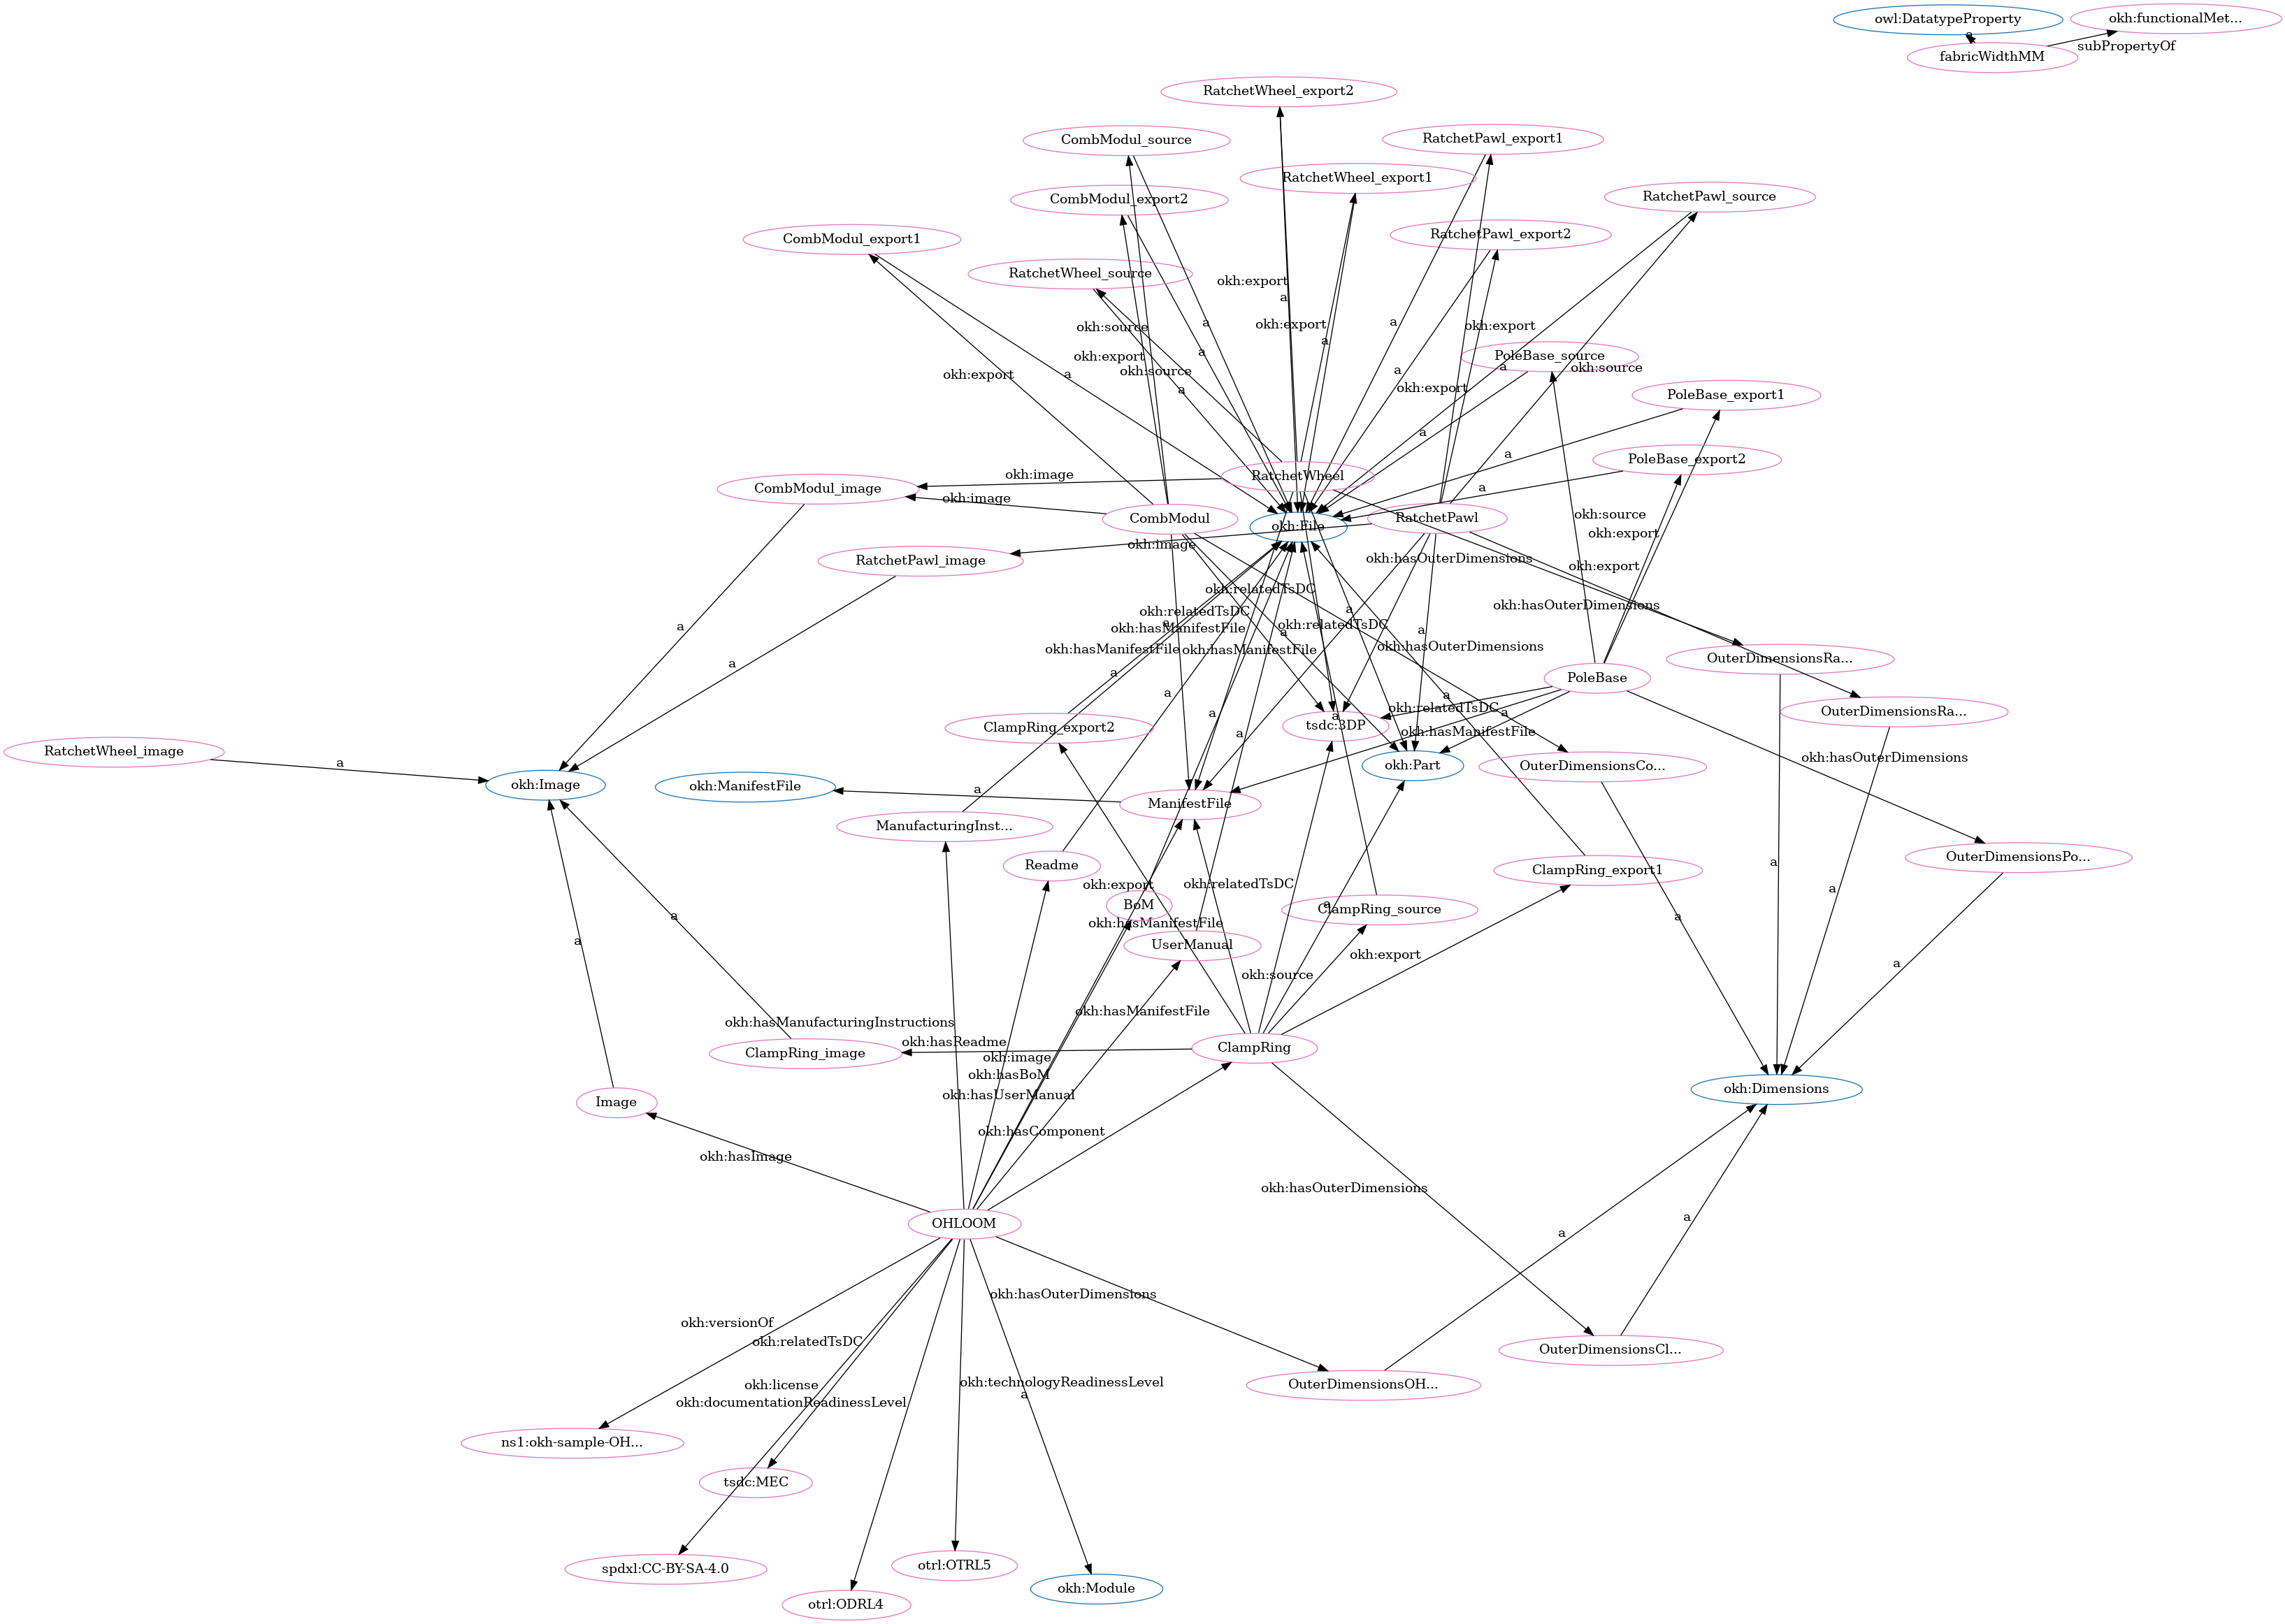 owl:DatatypeProperty
okh:functionalMet...
a
subPropertyOf
fabricWidthMM
RatchetWheel_export2
CombModul_source
RatchetPawl_export1
RatchetWheel_export1
CombModul_export2
RatchetPawl_source
CombModul_export1
RatchetPawl_export2
RatchetWheel_source
okh:export
a
a
a
okh:source
okh:export
okh:export
a
a
okh:export
PoleBase_source
okh:source
okh:export
a
okh:source
a
a
okh:export
a
PoleBase_export1
a
a
PoleBase_export2
okh:image
RatchetWheel
CombModul_image
a
okh:image
CombModul
okh:File
RatchetPawl
okh:source
okh:export
okh:image
RatchetPawl_image
okh:hasOuterDimensions
okh:export
okh:relatedTsDC
okh:relatedTsDC
a
okh:hasOuterDimensions
a
okh:hasManifestFile
a
okh:relatedTsDC
a
a
okh:hasManifestFile
okh:hasManifestFile
okh:hasOuterDimensions
OuterDimensionsRa...
a
a
PoleBase
a
a
okh:relatedTsDC
a
OuterDimensionsRa...
a
a
ClampRing_export2
tsdc:3DP
a
okh:hasManifestFile
RatchetWheel_image
a
okh:Image
okh:ManifestFile
a
ManifestFile
okh:Part
OuterDimensionsCo...
okh:hasOuterDimensions
ManufacturingInst...
Readme
OuterDimensionsPo...
a
ClampRing_export1
okh:export
okh:relatedTsDC
a
BoM
a
ClampRing_source
a
a
okh:hasManifestFile
UserManual
a
okh:export
a
okh:source
okh:hasManifestFile
okh:hasManufacturingInstructions
okh:hasReadme
ClampRing
ClampRing_image
okh:image
okh:hasBoM
okh:Dimensions
Image
okh:hasUserManual
okh:hasComponent
okh:hasImage
okh:hasOuterDimensions
a
OHLOOM
a
okh:hasOuterDimensions
okh:versionOf
okh:relatedTsDC
OuterDimensionsCl...
okh:license
okh:technologyReadinessLevel
OuterDimensionsOH...
a
okh:documentationReadinessLevel
ns1:okh-sample-OH...
tsdc:MEC
spdxl:CC-BY-SA-4.0
otrl:OTRL5
okh:Module
otrl:ODRL4